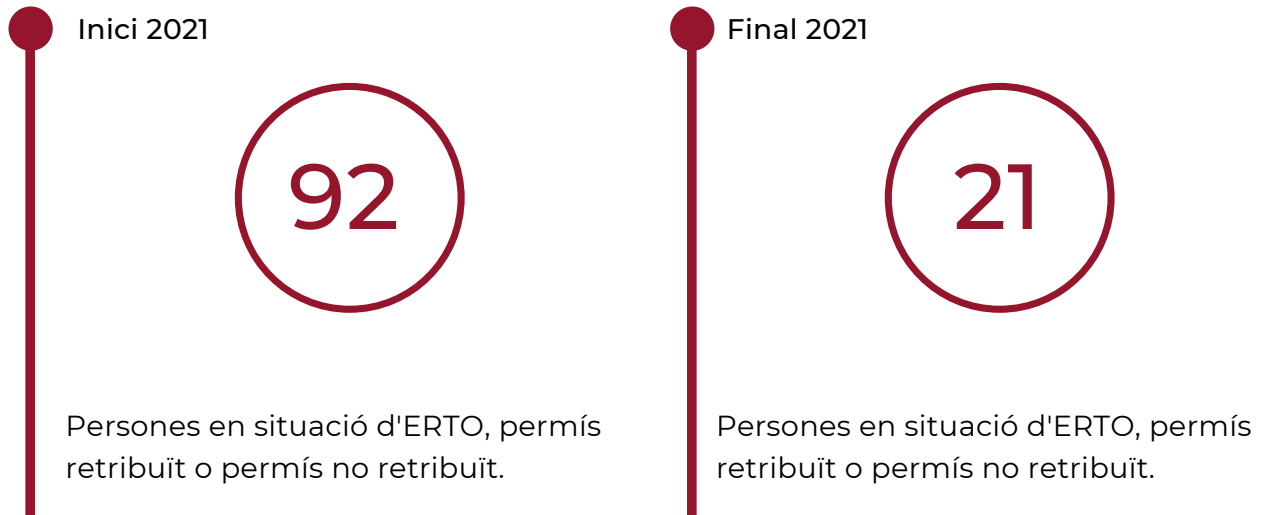 Inici 2021
92
Persones en situació d'ERTO, permís
retribuït o permís no retribuït.
Final 2021
21
Persones en situació d'ERTO, permís
retribuït o permís no retribuït.